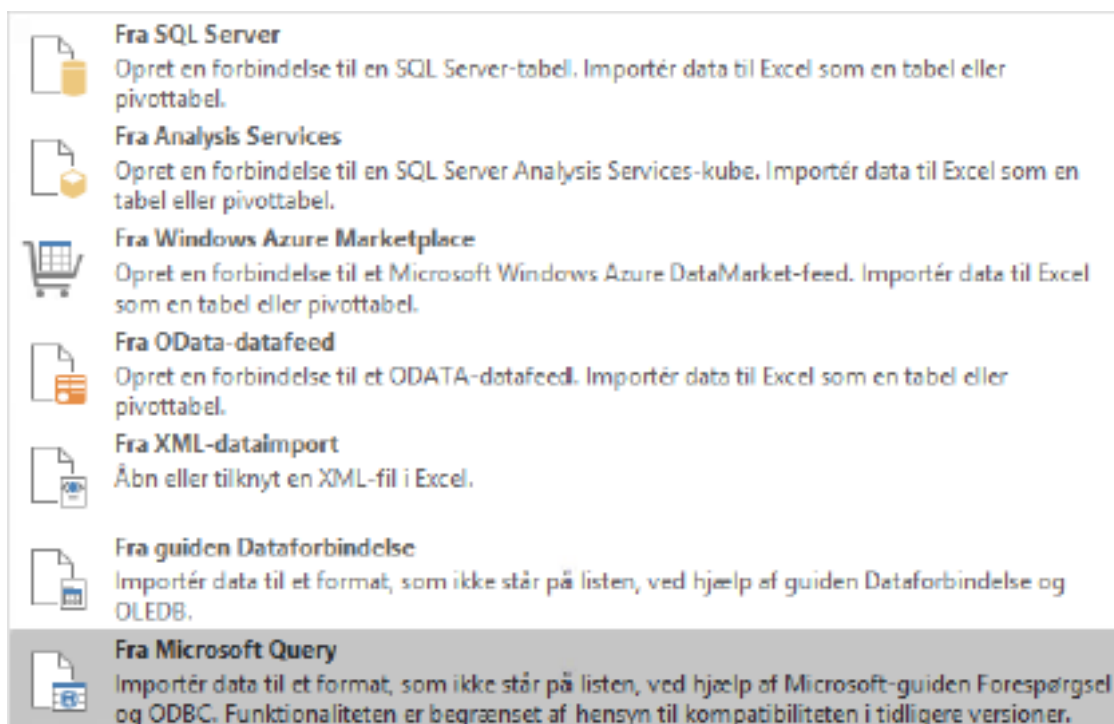 Fra SQL Server
Opret en forbindelse til en SQL Server-tabel. Importér data til Excel som en tabel eller
pivottabel.
Fra Analysis Services
Opret en forbindelse til en SQL Server Analysis Services-kube. Importér data til Excel som en
tabel eller pivottabel.
Fra Windows Azure Marketplace
Opret en forbindelse til et Microsoft Windows Azure DataMarket-feed. Importér data til Excel
som en tabel eller pivottabel.
Fra OData-datafeed
Opret en forbindelse til et ODATA-datafeed. Importér data til Excel som en tabel eller
pivottabel.
Fra XML-dataimport
Åbn eller tilknyt en XML-fil i Excel.
Fra guiden Dataforbindelse
Importér data til et format, som ikke står på listen, ved hjælp af guiden Dataforbindelse og
OLEDB.
Fra Microsoft Query
Importér data til et format, som ikke står på listen, ved hjælp af Microsoft-guiden Forespørgsel
og ODBC. Funktionaliteten er begrænset af hensyn til kompatibiliteten i tidligere versioner.